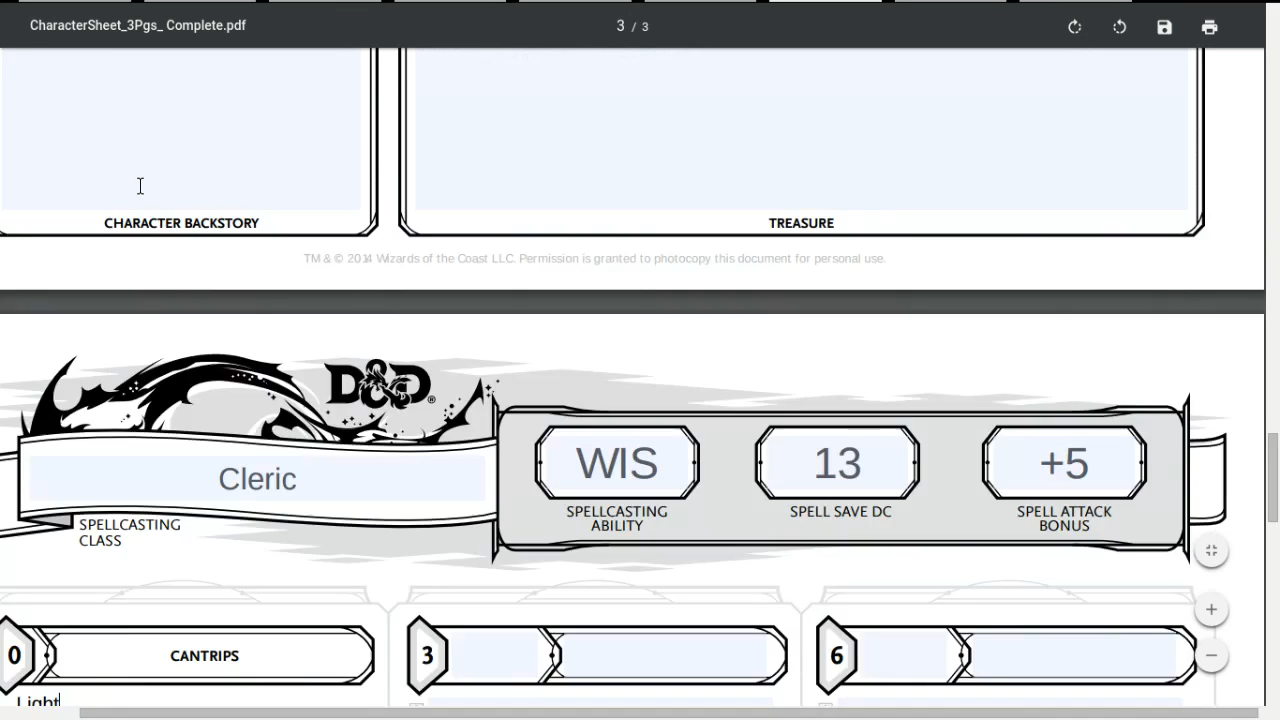 CharacterSheet_3Pgs_ Complete.pdf
3 / 3
CHARACTER BACKSTORY
TREASURE
TM & © 2014 Wizards of the Coast LLC. Permission is granted to photocopy this document for personal use.
D&D®
Cleric
WIS
13
+5
SPELLCASTING
CLASS
SPELLCASTING
ABILITY
SPELL SAVE DC
SPELL ATTACK
BONUS
0
CANTRIPS
3
6
Light